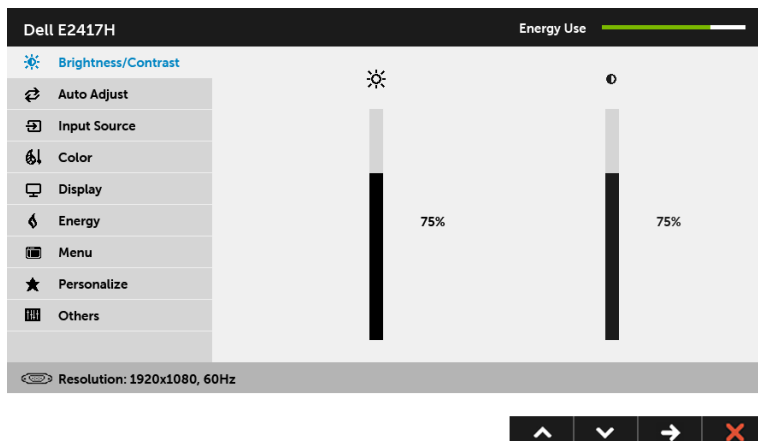 Dell E2417H
Energy Use
Brightness/Contrast
Auto Adjust
Input Source
Color
Display
Energy
75%
75%
Menu
Personalize
Others
Resolution: 1920x1080, 60Hz